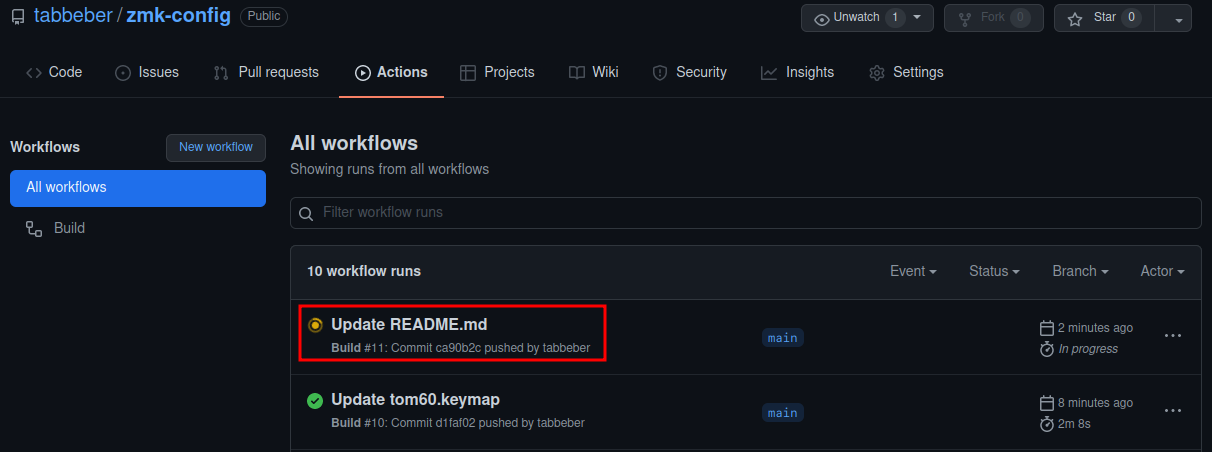 tabbeber / zmk-config Public Unwatch 1 Fork 0 Star 0
Code Issues Pull requests Actions Projects Wiki Security Insights Settings
Workflows New workflow
All workflows
Build
All workflows
Showing runs from all workflows
Filter workflow runs
10 workflow runs Event Status Branch Actor
Update README.md
Build #11: Commit ca90b2c pushed by tabbeber
main
2 minutes ago
In progress
Update tom60.keymap
Build #10: Commit d1faf02 pushed by tabbeber
main
8 minutes ago
2m 8s